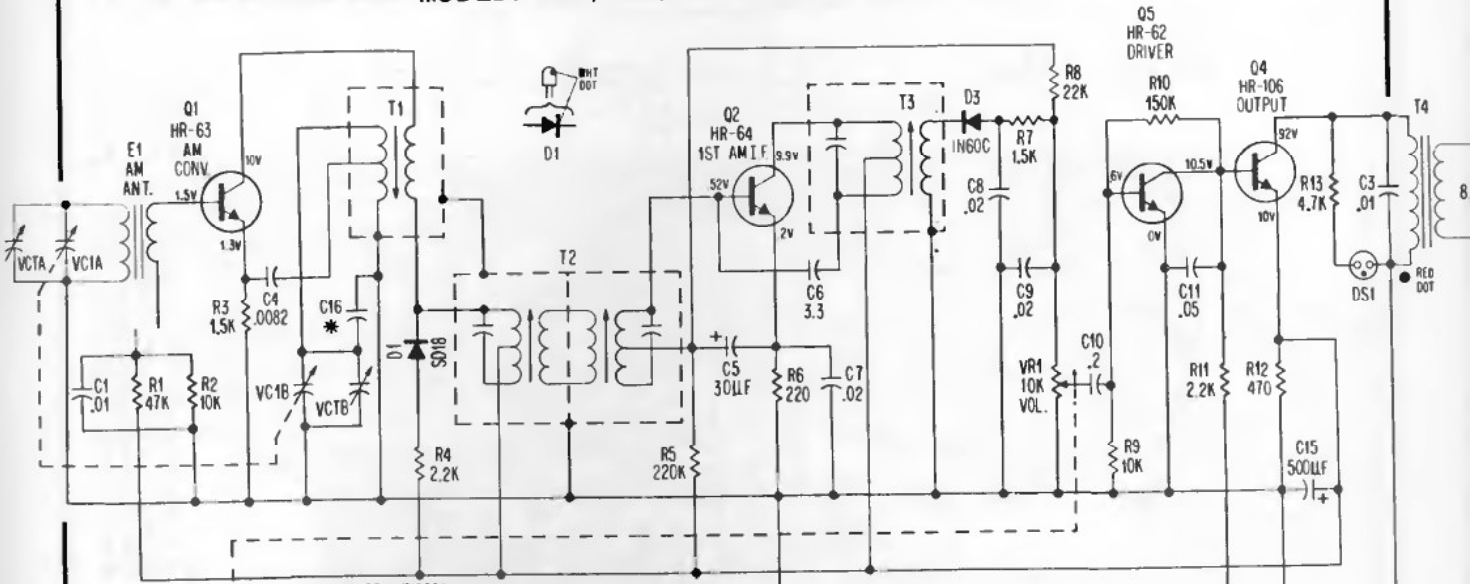 Q5
HR-62
DRIVER
Q4
HR-106
OUTPUT
Q1
HR-63
AM
CONV.
10V
1.5V
1.3V
E1
AM
ANT.
VCTA
VC1A
T1
WHT
DOT
D1
Q2
HR-64
1ST AM I.F.
9.9V
.52V
.2V
T3
D3
IN60C
R7
1.5K
R8
22K
R10
150K
.6V
10.5V
0V
92V
10V
R13
4.7K
C3
.01
T4
8
RED
DOT
DS1
R3
1.5K
C4
.0082
C16
*
T2
C8
.02
C6
3.3
C9
.02
C11
.05
D1
SD18
C1
.01
R1
47K
R2
10K
VC1B
VCTB
C5
30UF
+
R6
220
C7
.02
VR1
10K
VOL.
C10
.2
R11
2.2K
R12
470
R4
2.2K
R5
220K
R9
10K
C15
500UF
+